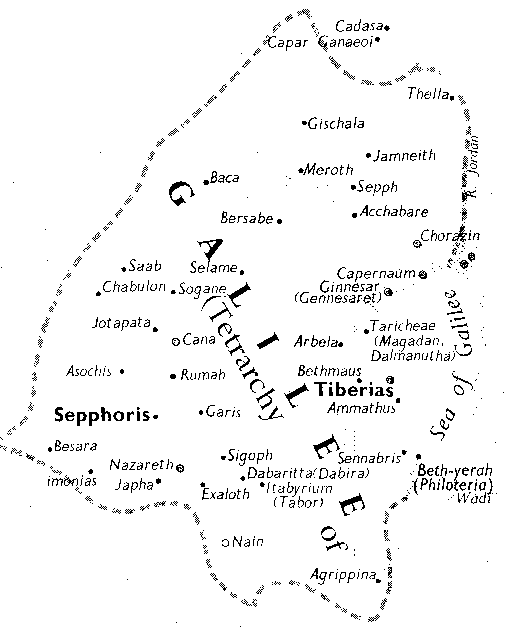 Cadasa
Capar Ganaeoi
Thella
Gischala
R. Jordan
Jamneith
Meroth
Baca
Sepph
Bersabe
Acchabare
Chorazin
Saab
Selame
Capernaum
Chabulon
Sogane
Ginnesar
(Gennesaret)
Jotapata
Cana
Arbela
Taricheae
(Magadan,
Dalmanutha)
Sea of Galilee
Asochis
Rumah
Bethmaus
Tiberias
Ammathus
Sepphoris
Garis
GALILEE
(Tetrarchy
of
Besara
Sigoph
Sennabris
Nazareth
Dabaritta (Dabira)
Beth-yerah
(Philoteria)
Wadi
imonias
Japha
Exaloth
Itabyrium
(Tabor)
Nain
Agrippina